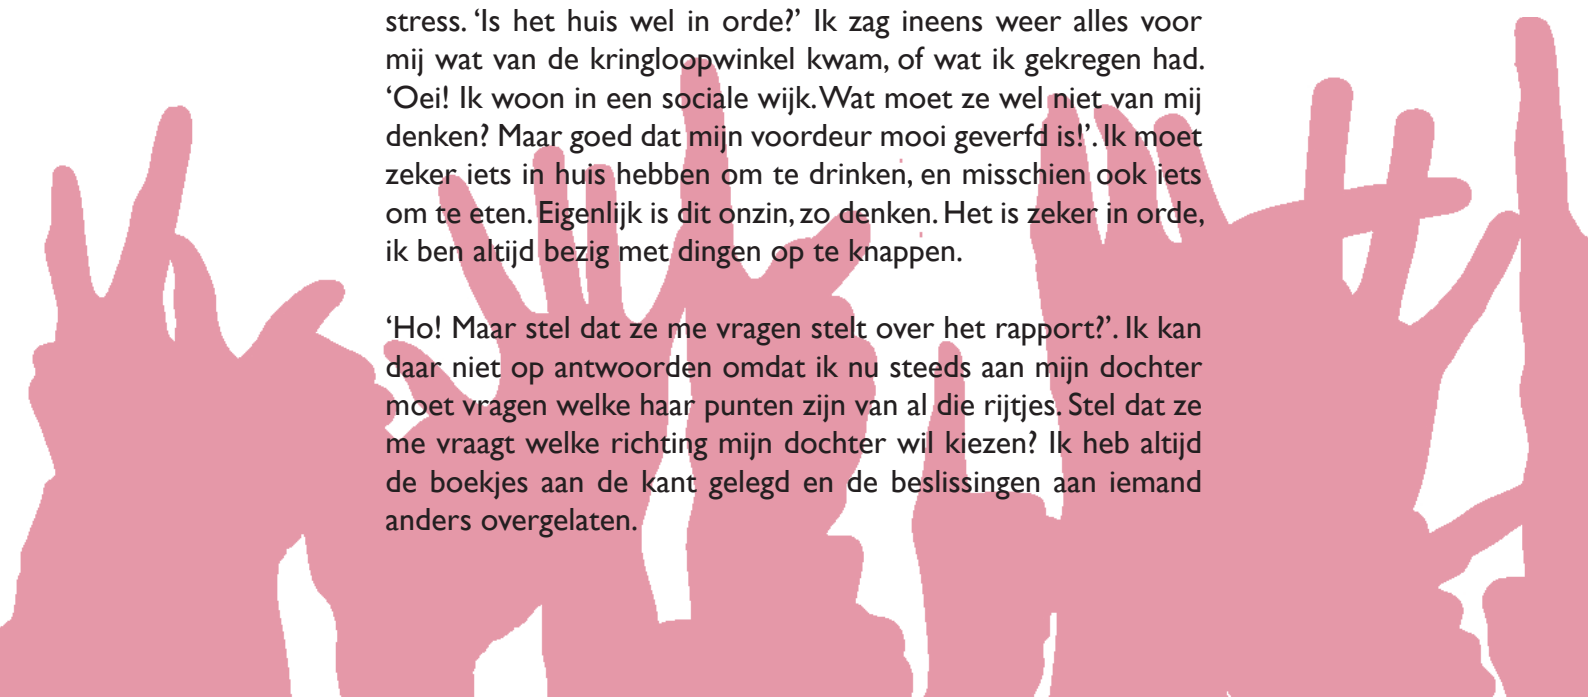 stress. ‘Is het huis wel in orde?’ Ik zag ineens weer alles voor
mij wat van de kringloopwinkel kwam, of wat ik gekregen had.
‘Oei! Ik woon in een sociale wijk. Wat moet ze wel niet van mij
denken? Maar goed dat mijn voordeur mooi geverfd is!’. Ik moet
zeker iets in huis hebben om te drinken, en misschien ook iets
om te eten. Eigenlijk is dit onzin, zo denken. Het is zeker in orde,
ik ben altijd bezig met dingen op te knappen.
‘Ho! Maar stel dat ze me vragen stelt over het rapport?’. Ik kan
daar niet op antwoorden omdat ik nu steeds aan mijn dochter
moet vragen welke haar punten zijn van al die rijtjes. Stel dat ze
me vraagt welke richting mijn dochter wil kiezen? Ik heb altijd
de boekjes aan de kant gelegd en de beslissingen aan iemand
anders overgelaten.